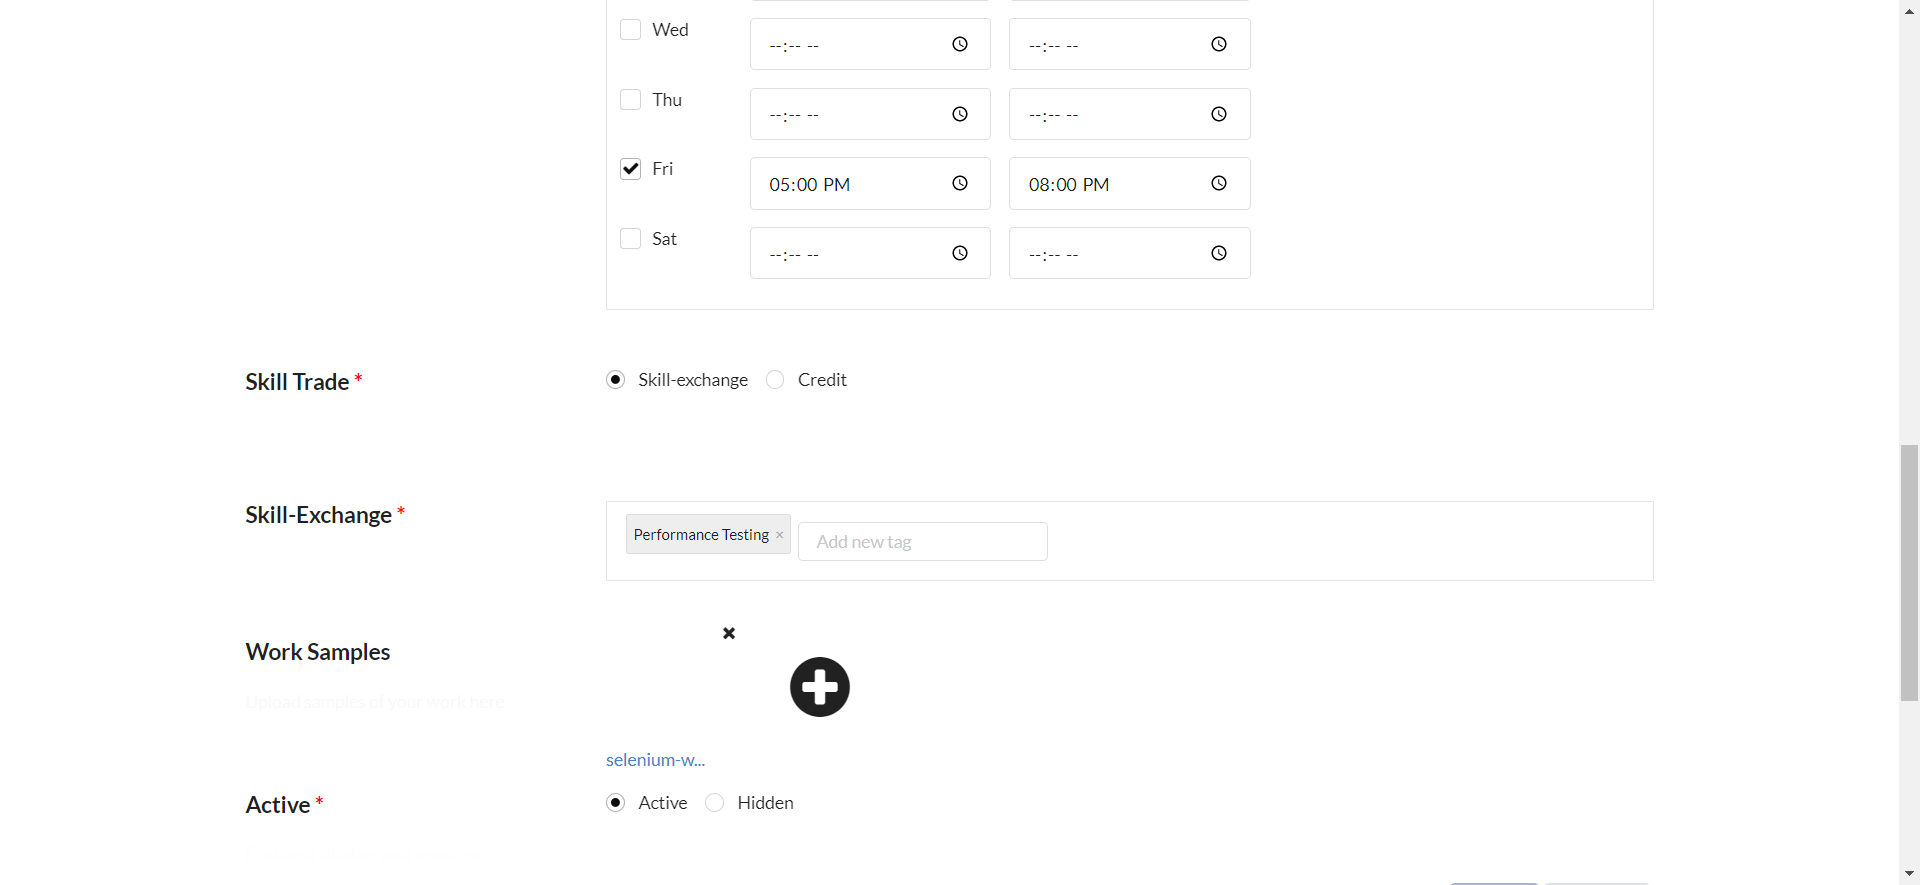 Wed --:-- -- --:-- --
Thu --:-- -- --:-- --
Fri 05:00 PM 08:00 PM
Sat --:-- -- --:-- --
Skill Trade * Skill-exchange Credit
Skill-Exchange * Performance Testing × Add new tag
Work Samples
Upload samples of your work here
selenium-w...
Active * Active Hidden